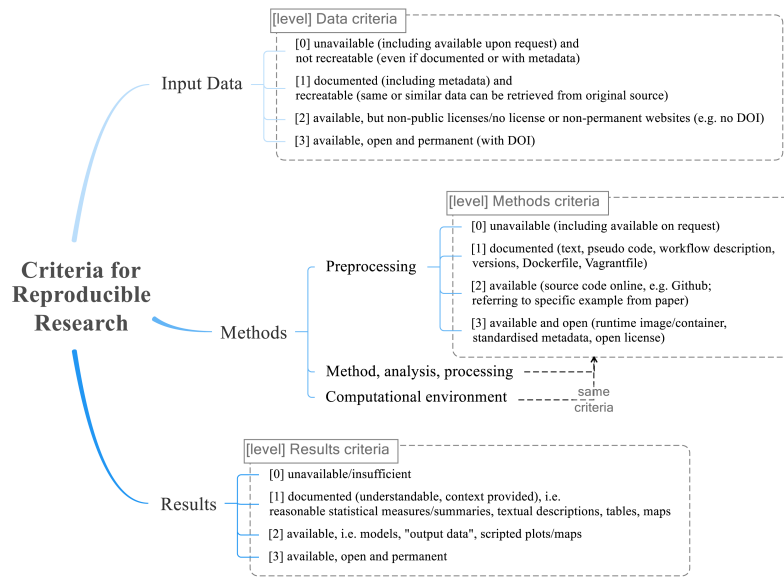 [level] Data criteria
[0] unavailable (including available upon request) and
not recreatable (even if documented or with metadata)
Input Data
[1] documented (including metadata) and
recreatable (same or similar data can be retrieved from original source)
[2] available, but non-public licenses/no license or non-permanent websites (e.g. no DOI)
[3] available, open and permanent (with DOI)
[level] Methods criteria
[0] unavailable (including available on request)
[1] documented (text, pseudo code, workflow description,
versions, Dockerfile, Vagrantfile)
Preprocessing
[2] available (source code online, e.g. Github;
referring to specific example from paper)
[3] available and open (runtime image/container,
standardised metadata, open license)
Criteria for
Reproducible
Research
Methods
Method, analysis, processing
Computational environment
same
criteria
[level] Results criteria
[0] unavailable/insufficient
[1] documented (understandable, context provided), i.e.
reasonable statistical measures/summaries, textual descriptions, tables, maps
Results
[2] available, i.e. models, "output data", scripted plots/maps
[3] available, open and permanent